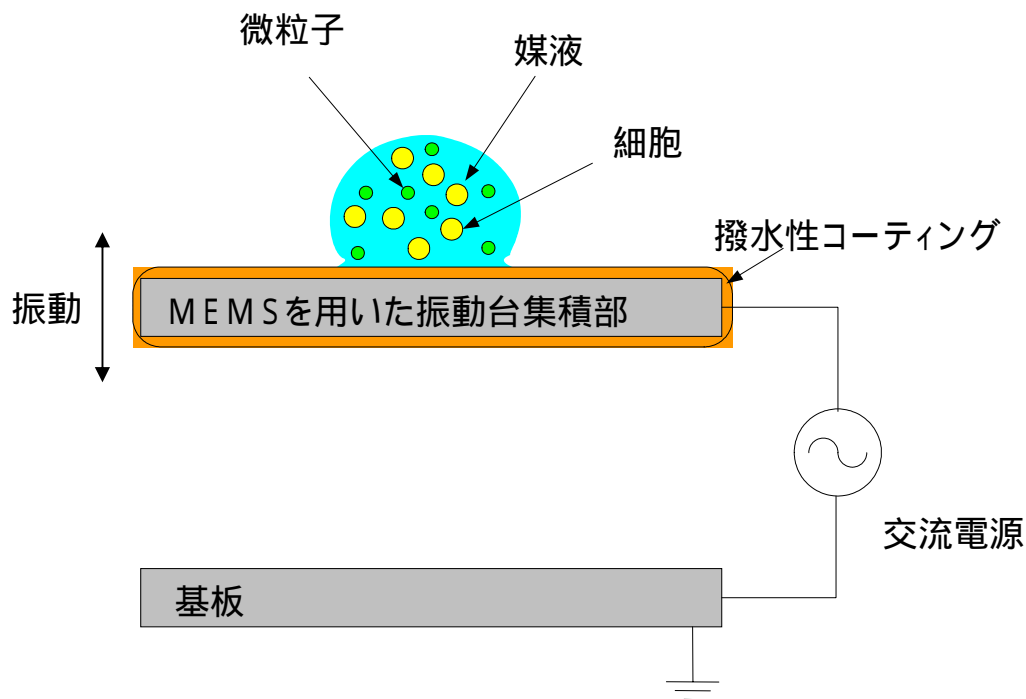 微粒子
媒液
細胞
撥水性コーティング
振動
MEMSを用いた振動台集積部
交流電源
基板